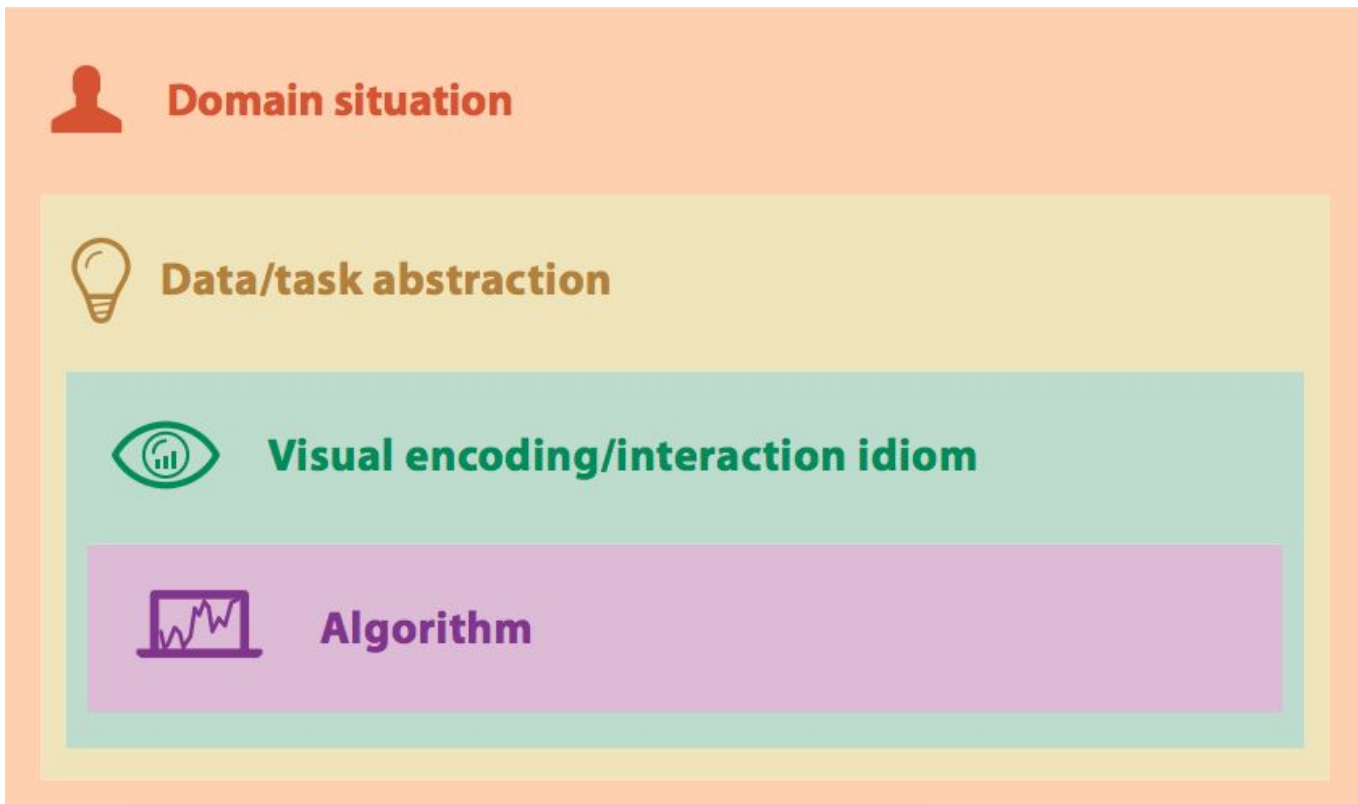 Domain situation
Data/task abstraction
Visual encoding/interaction idiom
Algorithm